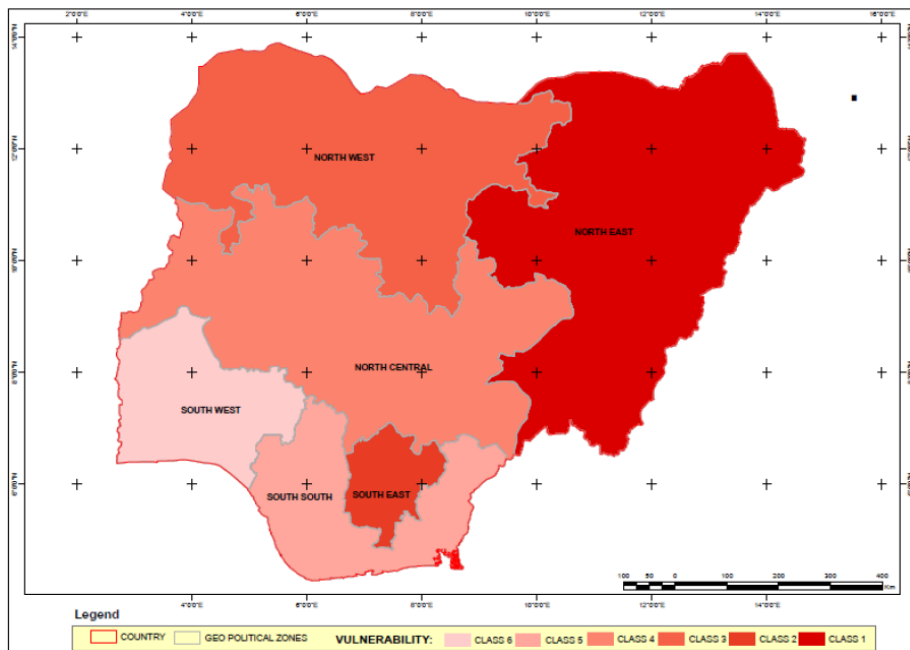 2°0'0"E 4°0'0"E 6°0'0"E 8°0'0"E 10°0'0"E 12°0'0"E 14°0'0"E
NORTH WEST
NORTH EAST
NORTH CENTRAL
SOUTH WEST
SOUTH SOUTH
SOUTH EAST
100 50 0 100 200 300 400
4°0'0"E 6°0'0"E 8°0'0"E 10°0'0"E 12°0'0"E 14°0'0"E
Legend
COUNTRY GEO POLITICAL ZONES VULNERABILITY: CLASS 6 CLASS 5 CLASS 4 CLASS 3 CLASS 2 CLASS 1